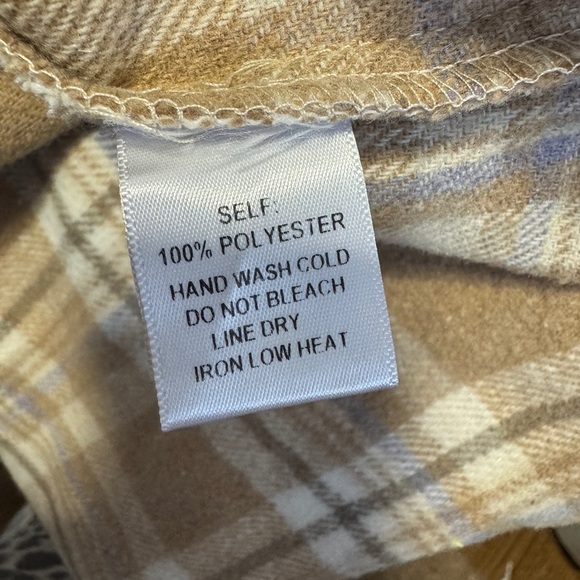 SELF:
100% POLYESTER
HAND WASH COLD
DO NOT BLEACH
LINE DRY
IRON LOW HEAT